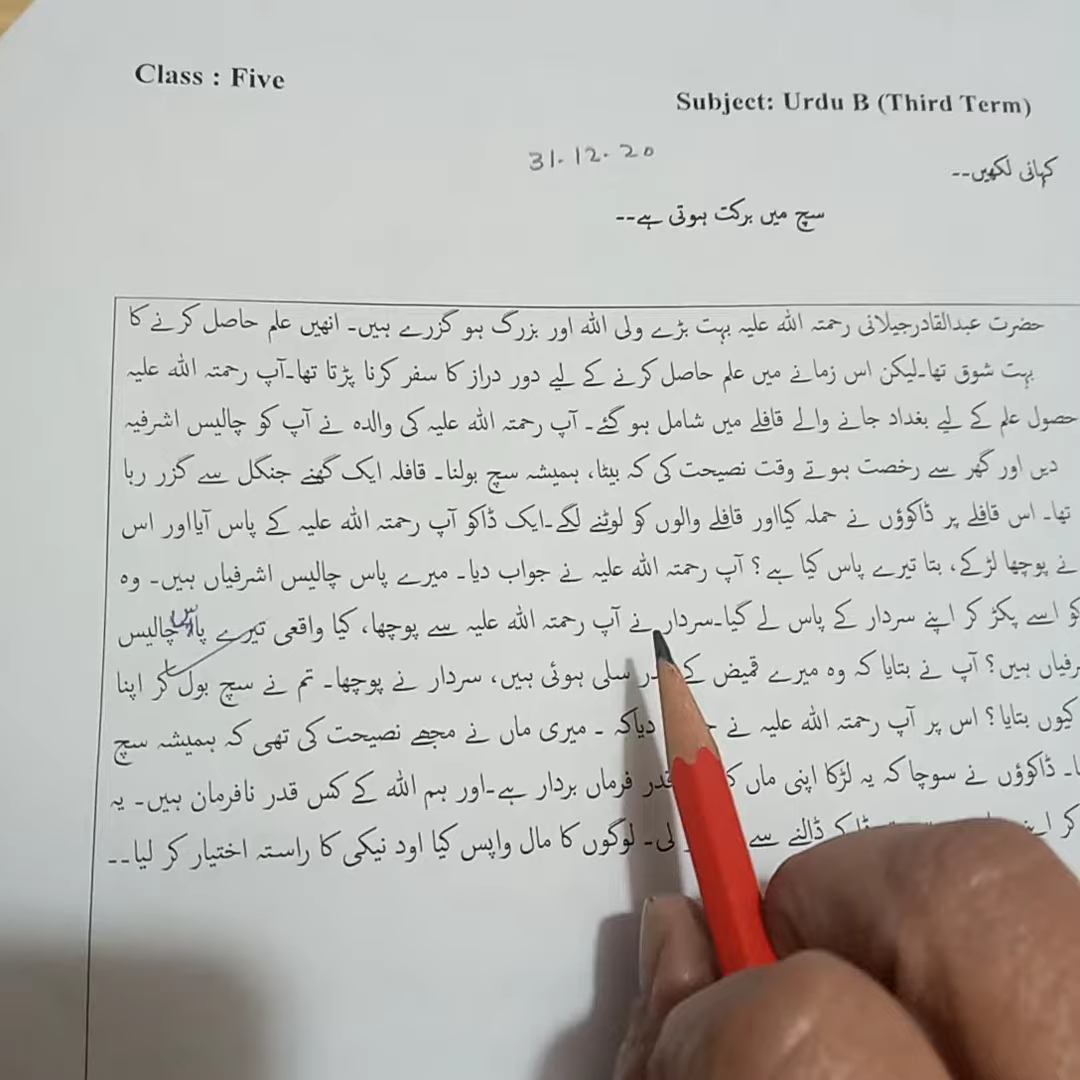 Class : Five
Subject: Urdu B (Third Term)
31.12.20
کہانی لکھیں--
سچ میں برکت ہوتی ہے--
حضرت عبدالقادرجیلانی رحمتہ اللہ علیہ بہت بڑے ولی اللہ اور بزرگ ہو گزرے ہیں۔ انھیں علم حاصل کرنے کا
بہت شوق تھا۔لیکن اس زمانے میں علم حاصل کرنے کے لیے دور دراز کا سفر کرنا پڑتا تھا۔آپ رحمتہ اللہ علیہ
حصول علم کے لیے بغداد جانے والے قافلے میں شامل ہو گئے۔ آپ رحمتہ اللہ علیہ کی والدہ نے آپ کو چالیس اشرفیہ
دیں اور گھر سے رخصت ہوتے وقت نصیحت کی کہ بیٹا، ہمیشہ سچ بولنا۔ قافلہ ایک گھنے جنگل سے گزر رہا
تھا۔ اس قافلے پر ڈاکوؤں نے حملہ کیااور قافلے والوں کو لوٹنے لگے۔ایک ڈاکو آپ رحمتہ اللہ علیہ کے پاس آیااور اس
نے پوچھا لڑکے، بتا تیرے پاس کیا ہے؟ آپ رحمتہ اللہ علیہ نے جواب دیا۔ میرے پاس چالیس اشرفیاں ہیں۔ وہ
کو اسے پکڑ کر اپنے سردار کے پاس لے گیا۔سردار نے آپ رحمتہ اللہ علیہ سے پوچھا، کیا واقعی تیرے پاس چالیس
رفیاں ہیں؟ آپ نے بتایا کہ وہ میرے قمیض کے سلی ہوئی ہیں، سردار نے پوچھا۔ تم نے سچ بول کر اپنا
کیوں بتایا؟ اس پر آپ رحمتہ اللہ علیہ نے دیاکہ ۔ میری ماں نے مجھے نصیحت کی تھی کہ ہمیشہ سچ
نا۔ ڈاکوؤں نے سوچا کہ یہ لڑکا اپنی ماں قدر فرماں بردار ہے۔اور ہم اللہ کے کس قدر نافرمان ہیں۔ یہ
کر ڈالنے سے لی۔ لوگوں کا مال واپس کیا اود نیکی کا راستہ اختیار کر لیا--